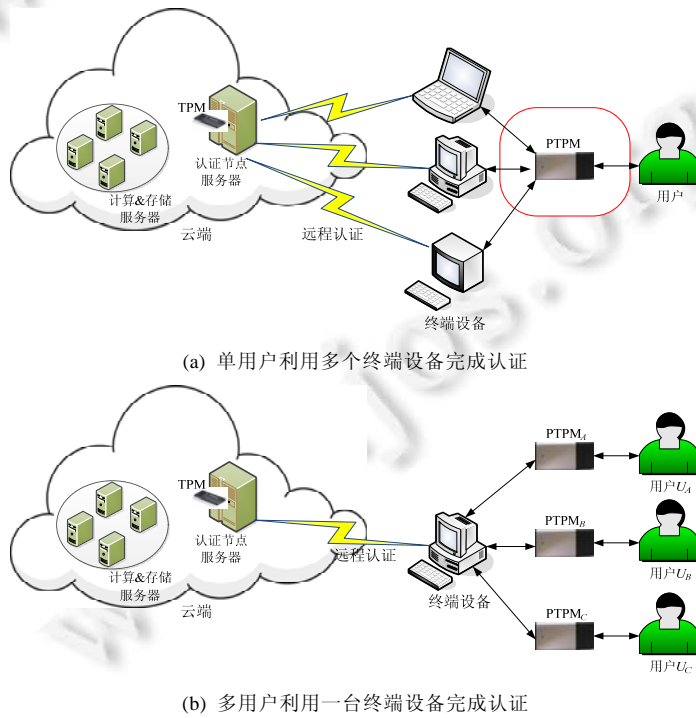 TPM
认证节点
服务器
计算&存储
服务器
云端
远程认证
PTPM
用户
终端设备
(a) 单用户利用多个终端设备完成认证
TPM
认证节点
服务器
计算&存储
服务器
云端
远程认证
终端设备
PTPM_A
用户U_A
PTPM_B
用户U_B
PTPM_C
用户U_C
(b) 多用户利用一台终端设备完成认证